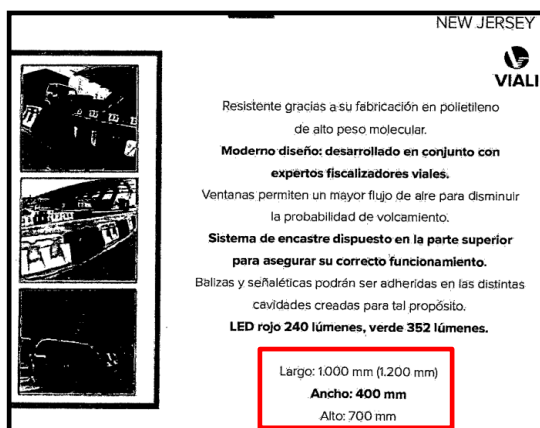 NEW JERSEY
VIALI
Resistente gracias a su fabricación en polietileno
de alto peso molecular.
Moderno diseño: desarrollado en conjunto con
expertos fiscalizadores viales.
Ventanas permiten un mayor flujo de aire para disminuir
la probabilidad de volcamiento.
Sistema de encastre dispuesto en la parte superior
para asegurar su correcto funcionamiento.
Balizas y señaléticas podrán ser adheridas en las distintas
cavidades creadas para tal propósito.
LED rojo 240 lúmenes, verde 352 lúmenes.
Largo: 1.000 mm (1.200 mm)
Ancho: 400 mm
Alto: 700 mm